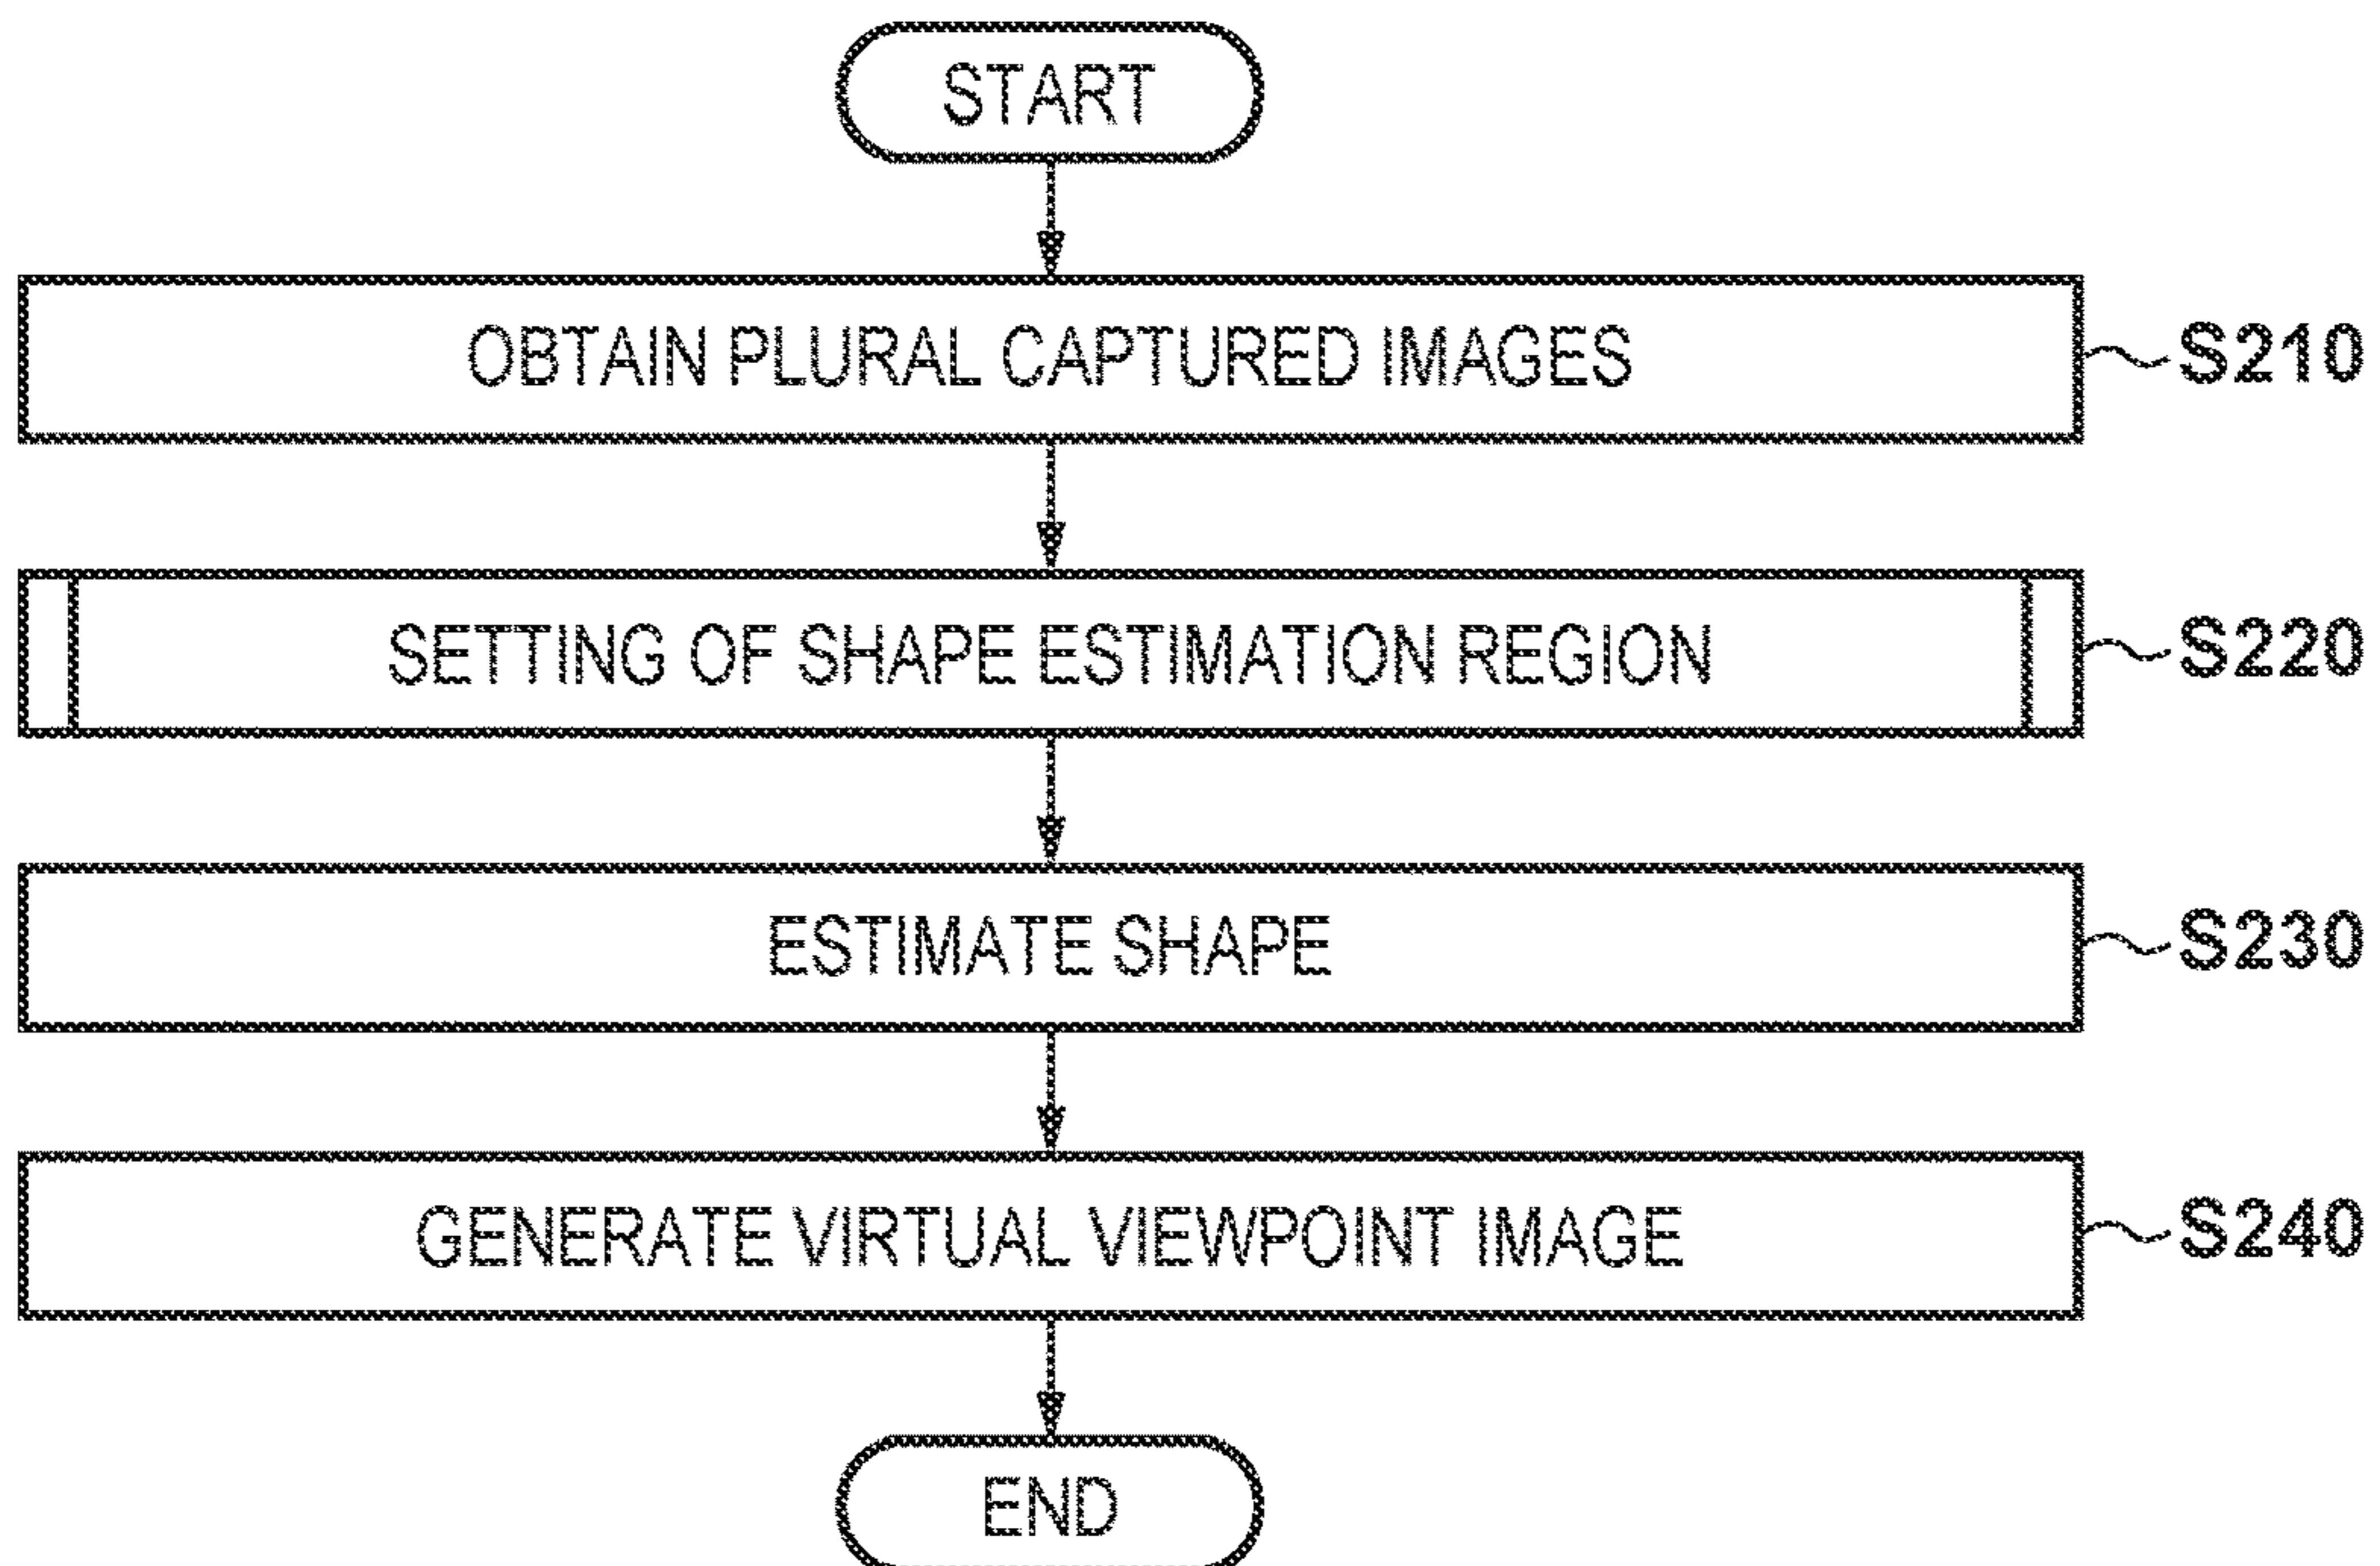 START
OBTAIN PLURAL CAPTURED IMAGES
S210
SETTING OF SHAPE ESTIMATION REGION
S220
ESTIMATE SHAPE
S230
GENERATE VIRTUAL VIEWPOINT IMAGE
S240
END